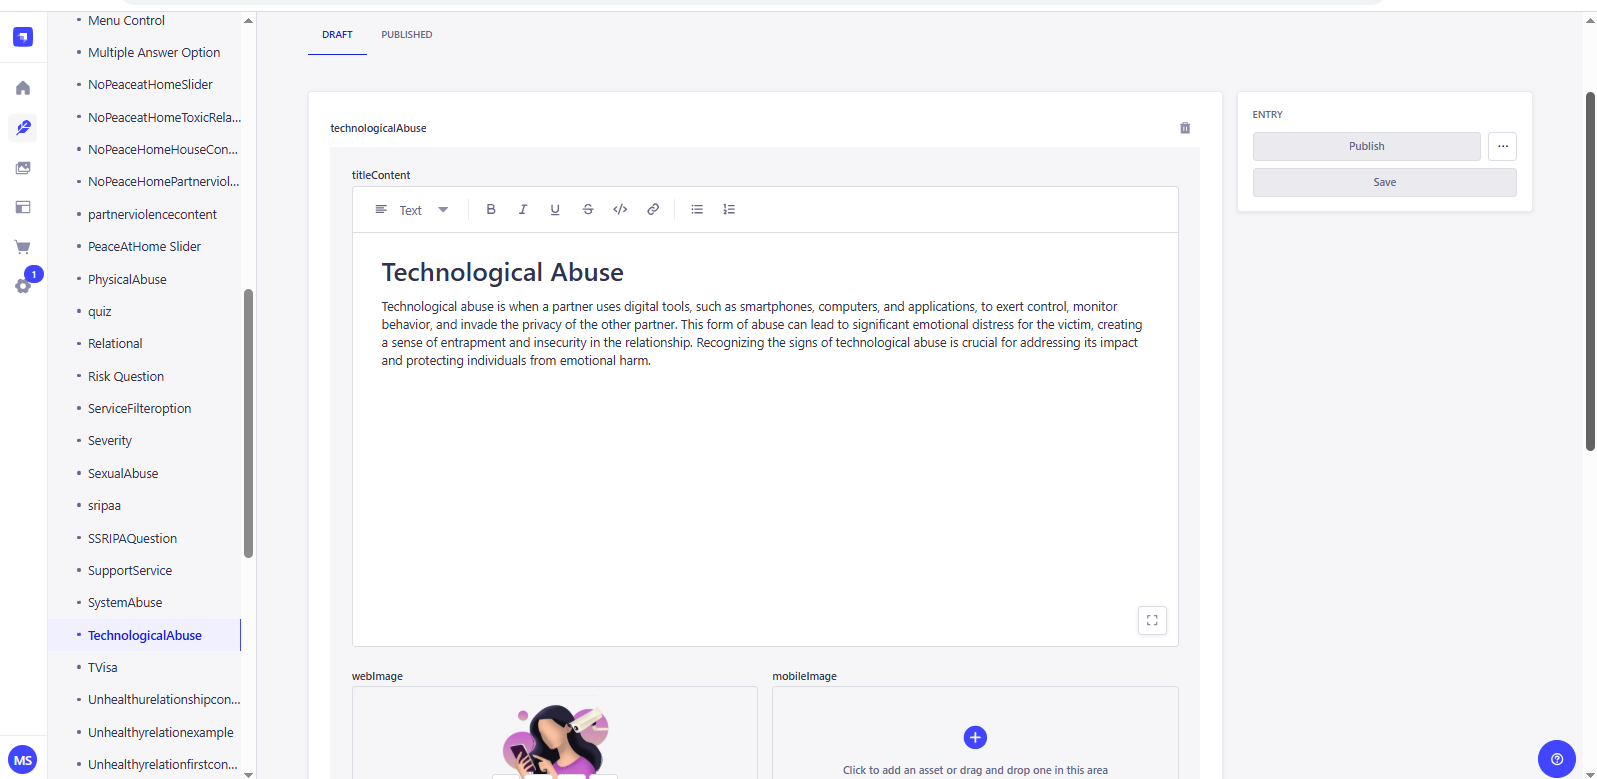 Menu Control
Multiple Answer Option
NoPeaceatHomeSlider
NoPeaceatHomeToxicRela...
NoPeaceHomeHouseCon...
NoPeaceHomePartnerviol...
partnerviolencecontent
PeaceAtHome Slider
PhysicalAbuse
quiz
Relational
Risk Question
ServiceFilteroption
Severity
SexualAbuse
sripaa
SSRIPAQuestion
SupportService
SystemAbuse
TechnologicalAbuse
TVisa
Unhealthurelationshipcon...
Unhealthyrelationexample
Unhealthyrelationfirstcon...
1
MS
DRAFT PUBLISHED
technologicalAbuse
titleContent
Text B I U S </>
Technological Abuse
Technological abuse is when a partner uses digital tools, such as smartphones, computers, and applications, to exert control, monitor
behavior, and invade the privacy of the other partner. This form of abuse can lead to significant emotional distress for the victim, creating
a sense of entrapment and insecurity in the relationship. Recognizing the signs of technological abuse is crucial for addressing its impact
and protecting individuals from emotional harm.
webImage
mobileImage
Click to add an asset or drag and drop one in this area
ENTRY
Publish ...
Save